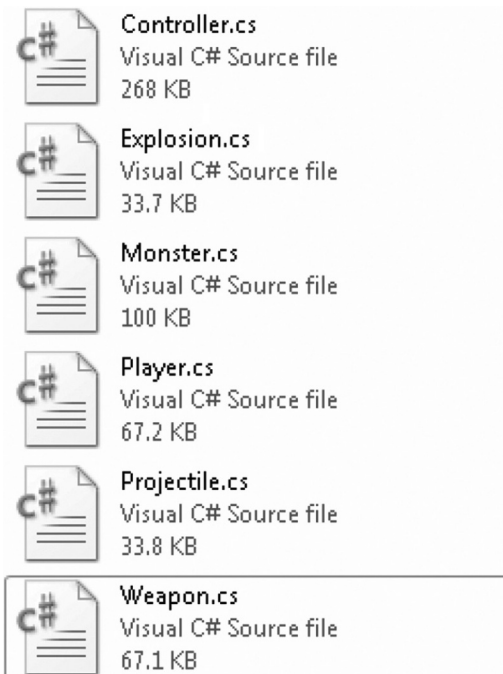 C#
Controller.cs
Visual C# Source file
268 KB
C#
Explosion.cs
Visual C# Source file
33.7 KB
C#
Monster.cs
Visual C# Source file
100 KB
C#
Player.cs
Visual C# Source file
67.2 KB
C#
Projectile.cs
Visual C# Source file
33.8 KB
C#
Weapon.cs
Visual C# Source file
67.1 KB